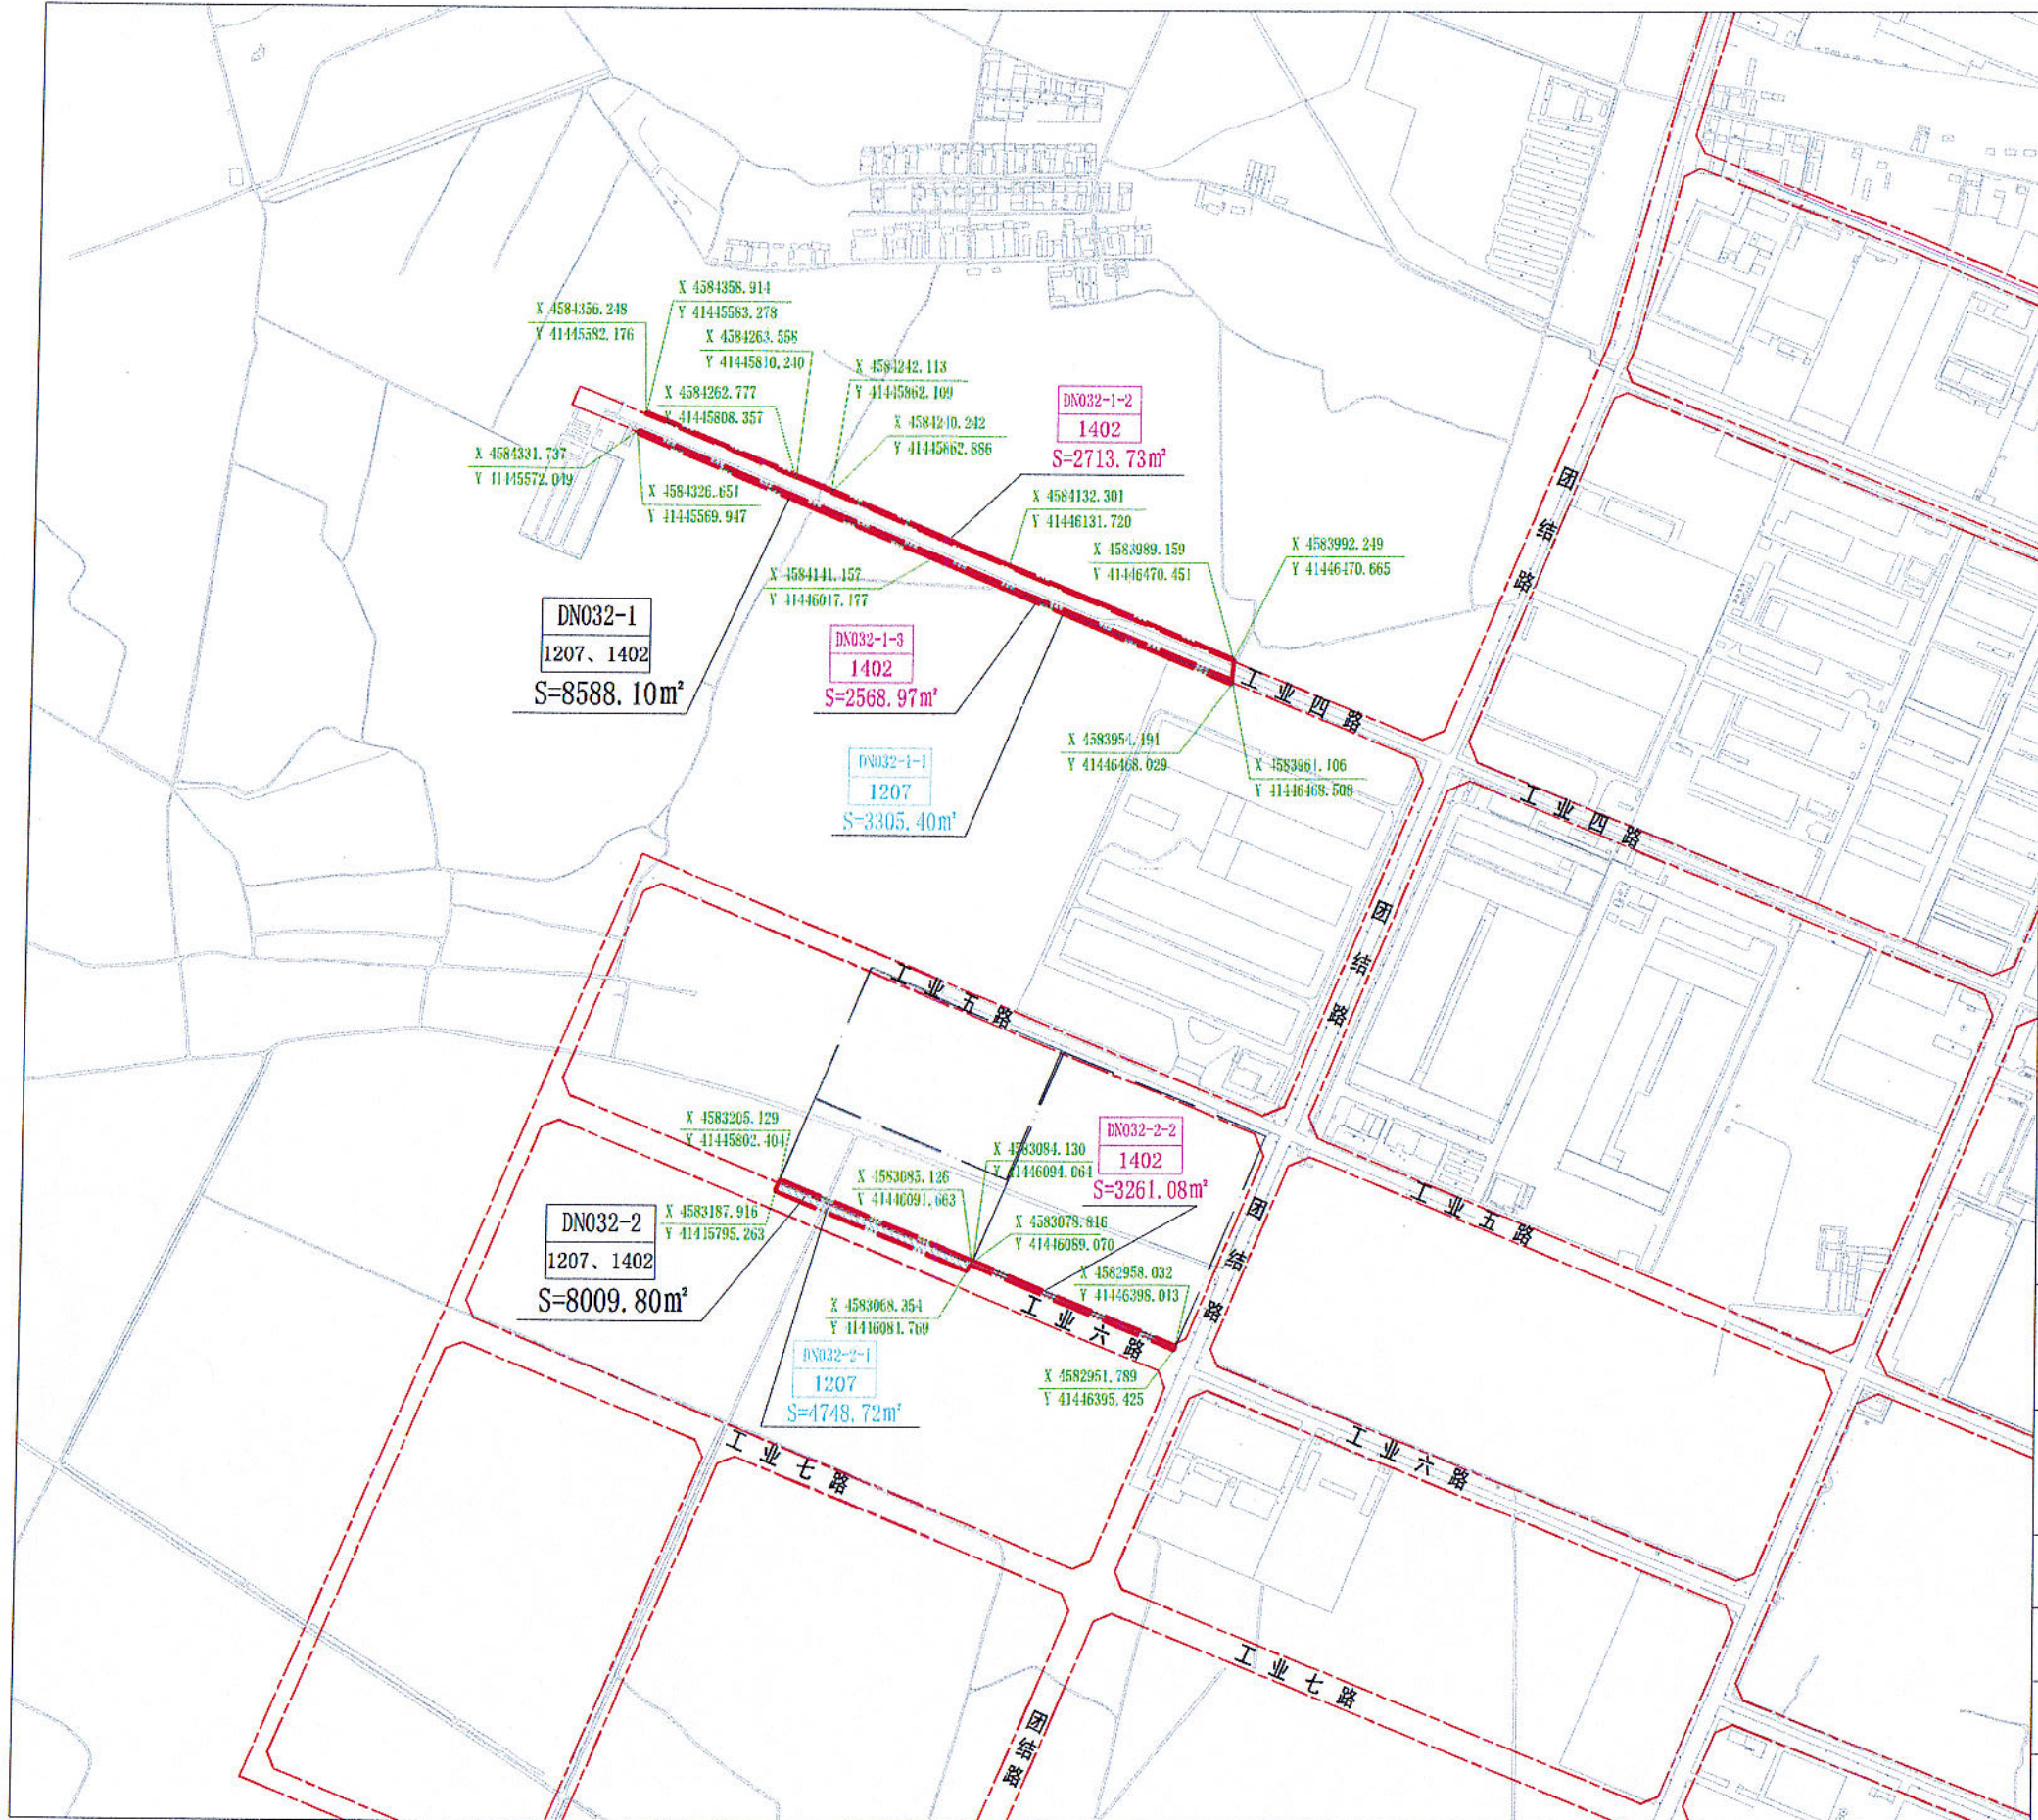 X 4584358.914
Y 41445583.278
X 4584356.248
Y 41445582.176
X 4584263.556
Y 41445810.240
X 4584242.113
Y 41445862.109
X 4584262.777
Y 41445808.357
X 4584240.242
Y 41445862.886
DN032-1-2
1402
S=2713.73m²
X 4584331.737
Y 41445572.049
X 4584326.651
Y 41445569.947
X 4584132.301
Y 41446131.720
X 4583989.159
Y 41446470.451
X 4583992.249
Y 41446470.665
X 4584141.157
Y 41446017.177
DN032-1
1207、1402
S=8588.10m²
DN032-1-3
1402
S=2568.97m²
DN032-1-1
1207
S=3305.40m²
X 4583954.191
Y 41446468.029
X 4583961.106
Y 41446468.508
团结路
工业四路
工业四路
团结路
工业五路
X 4583205.129
Y 41445802.404
X 4583084.130
Y 41446094.064
DN032-2-2
1402
S=3261.08m²
X 4583085.126
Y 41446091.663
X 4583187.916
Y 41415795.263
X 4583078.816
Y 41446089.070
DN032-2
1207、1402
S=8009.80m²
X 4582958.032
Y 41446398.013
X 4583068.354
Y 41446081.769
工业六路
团结路
工业五路
DN032-2-1
1207
S=4748.72m²
X 4582951.789
Y 41446395.425
工业七路
工业六路
工业七路
团结路